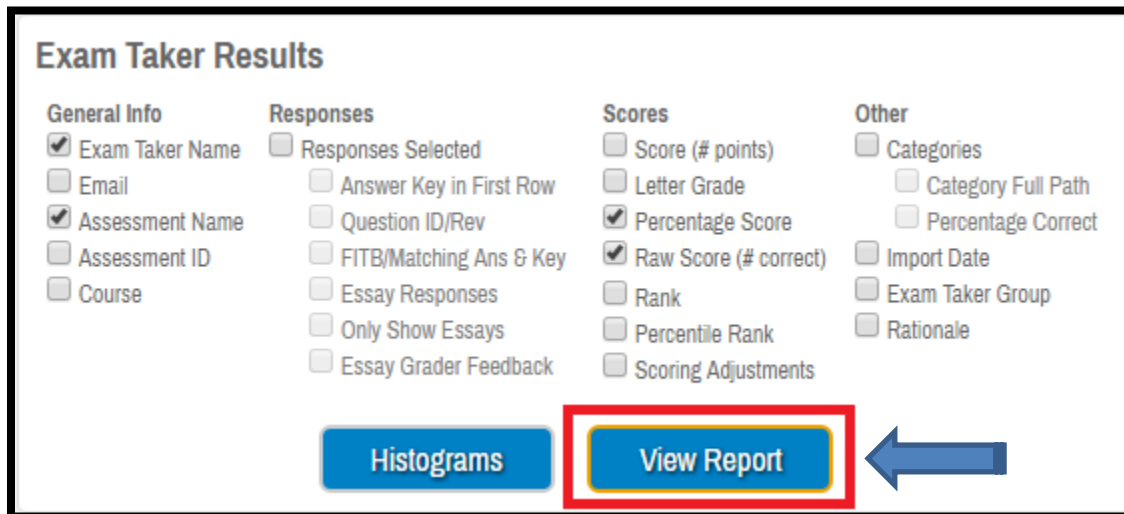 Exam Taker Results
General Info
Exam Taker Name
Email
Assessment Name
Assessment ID
Course
Responses
Responses Selected
Answer Key in First Row
Question ID/Rev
FITB/Matching Ans & Key
Essay Responses
Only Show Essays
Essay Grader Feedback
Scores
Score (# points)
Letter Grade
Percentage Score
Raw Score (# correct)
Rank
Percentile Rank
Scoring Adjustments
Other
Categories
Category Full Path
Percentage Correct
Import Date
Exam Taker Group
Rationale
Histograms
View Report